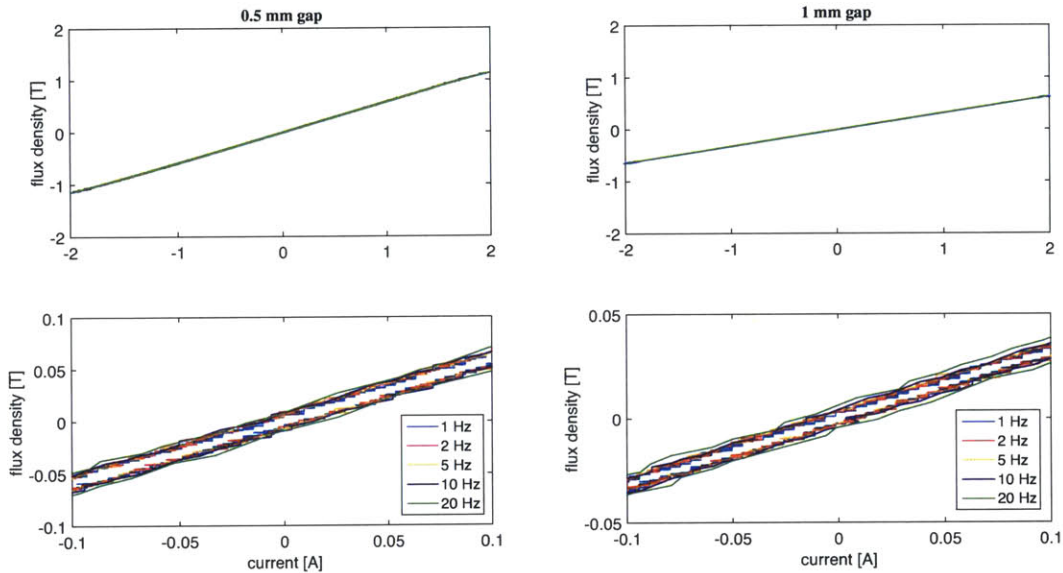 0.5 mm gap
2
1
0
-1
-2
flux density [T]
-2
-1
0
1
2
1 mm gap
2
1
0
-1
-2
flux density [T]
-2
-1
0
1
2
0.1
0.05
0
-0.05
-0.1
flux density [T]
1 Hz
2 Hz
5 Hz
10 Hz
20 Hz
-0.1
-0.05
0
0.05
0.1
current [A]
0.05
0
-0.05
flux density [T]
1 Hz
2 Hz
5 Hz
10 Hz
20 Hz
-0.1
-0.05
0
0.05
0.1
current [A]